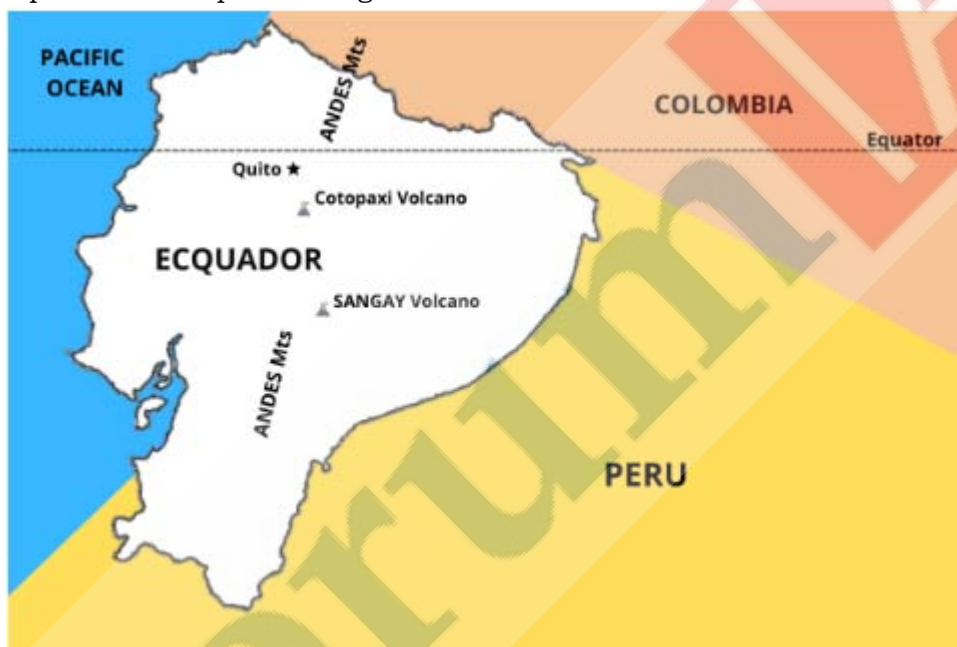 PACIFIC
OCEAN
ANDES Mts
COLOMBIA
Equator
Quito
Cotopaxi Volcano
ECQUADOR
SANGAY Volcano
ANDES Mts
PERU